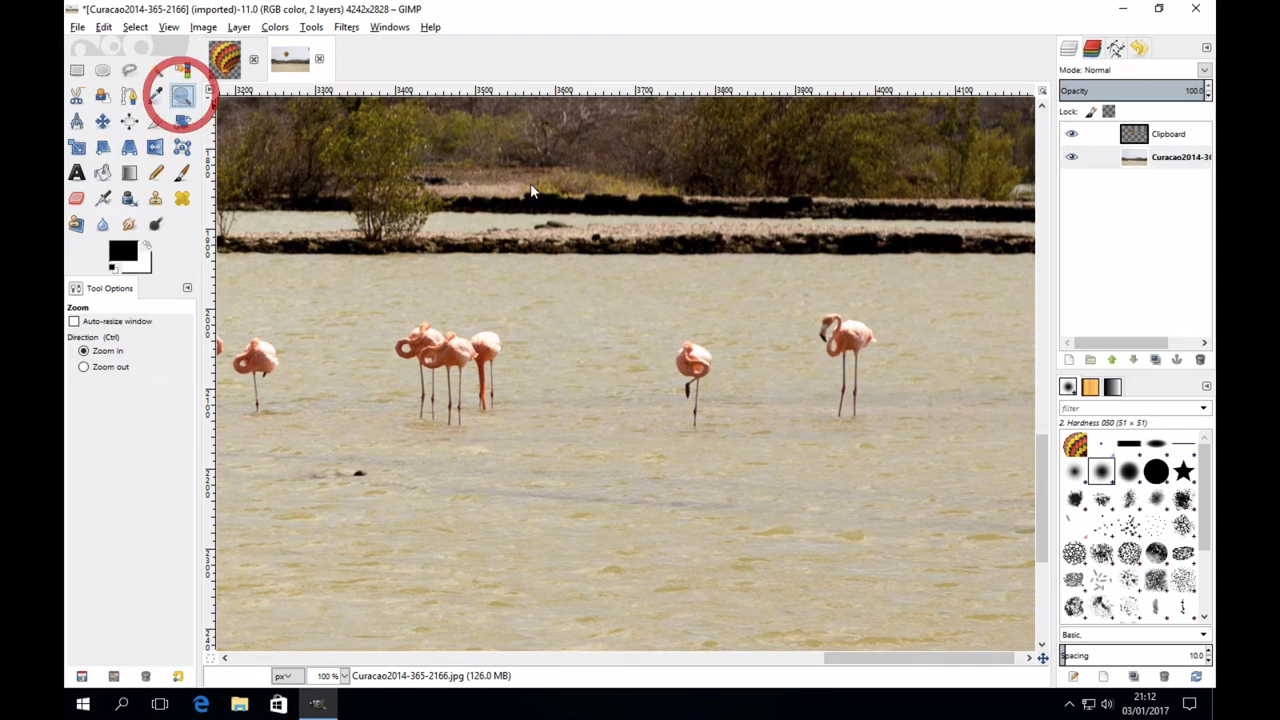 *[Curacao2014-365-2166] (imported)-11.0 (RGB color, 2 layers) 4242x2828 – GIMP
File Edit Select View Image Layer Colors Tools Filters Windows Help
Mode: Normal
3200 3300 3400 3500 3600 3700 3800 3900 4000 4100
Opacity 100.0
Lock:
Clipboard
Curacao2014-36
Tool Options
Zoom
Auto-resize window
Direction (Ctrl)
Zoom in
Zoom out
filter
2. Hardness 050 (51 × 51)
Basic,
Spacing 10.0
px 100 % Curacao2014-365-2166.jpg (126.0 MB)
21:12
03/01/2017